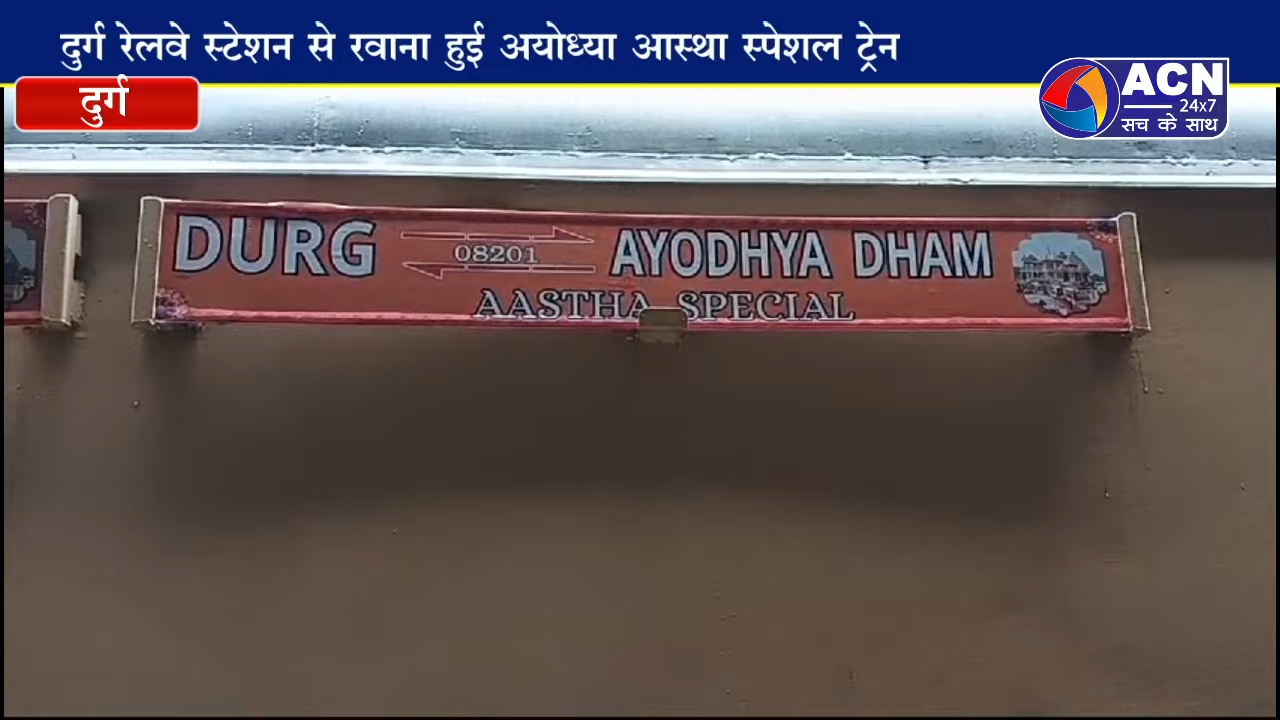 दुर्ग रेलवे स्टेशन से रवाना हुई अयोध्या आस्था स्पेशल ट्रेन
दुर्ग
ACN
24x7
सच के साथ
DURG 08201 AYODHYA DHAM
AASTHA SPECIAL